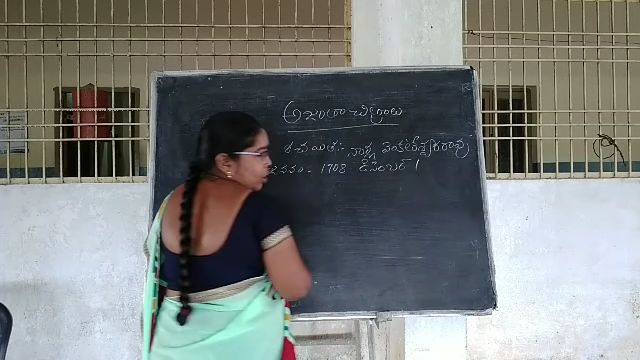 అజంతా చిత్రాలు
రచయిత:- నార్ల వెంకటేశ్వరరావు
జననం - 1908 డిసెంబర్ 1